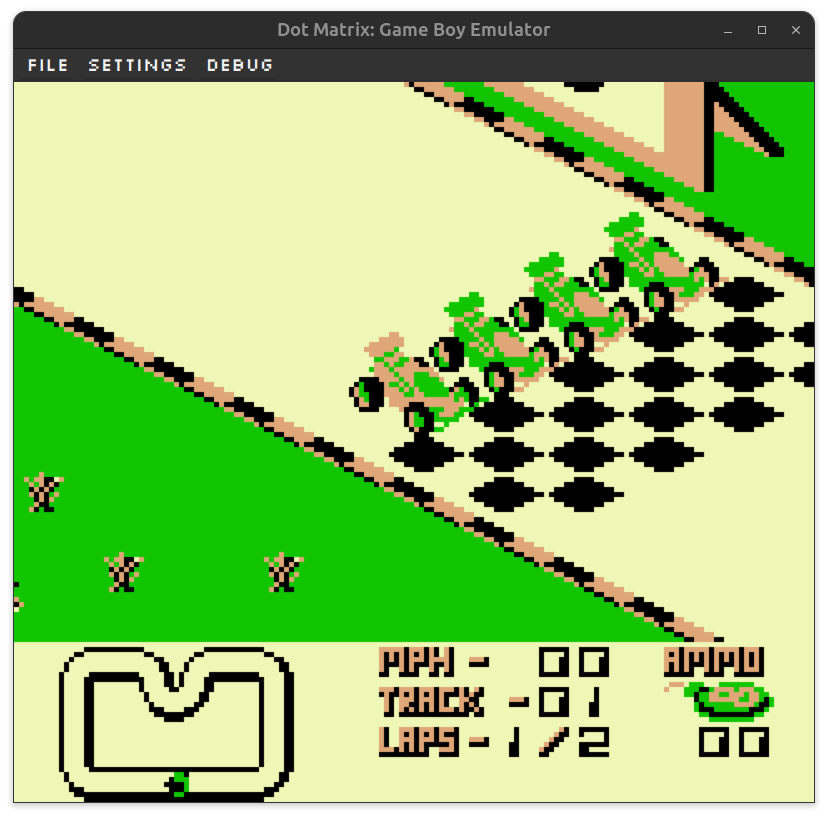 Dot Matrix: Game Boy Emulator
FILE SETTINGS DEBUG
MPH - 00 AMMO
TRACK - 01
LAPS - 1/2 00